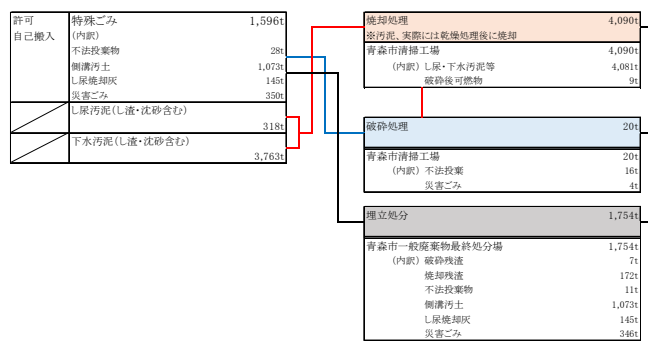 許可
自己搬入
特殊ごみ 1,596t
(内訳)
不法投棄物 28t
側溝汚土 1,073t
し尿焼却灰 145t
災害ごみ 350t
し尿汚泥(し渣・沈砂含む)
318t
下水汚泥(し渣・沈砂含む)
3,763t
焼却処理 4,090t
※汚泥、実際には乾燥処理後に焼却
青森市清掃工場 4,090t
(内訳) し尿・下水汚泥等 4,081t
破砕後可燃物 9t
破砕処理 20t
青森市清掃工場 20t
(内訳) 不法投棄 16t
災害ごみ 4t
埋立処分 1,754t
青森市一般廃棄物最終処分場 1,754t
(内訳) 破砕残渣 7t
焼却残渣 172t
不法投棄物 11t
側溝汚土 1,073t
し尿焼却灰 145t
災害ごみ 346t